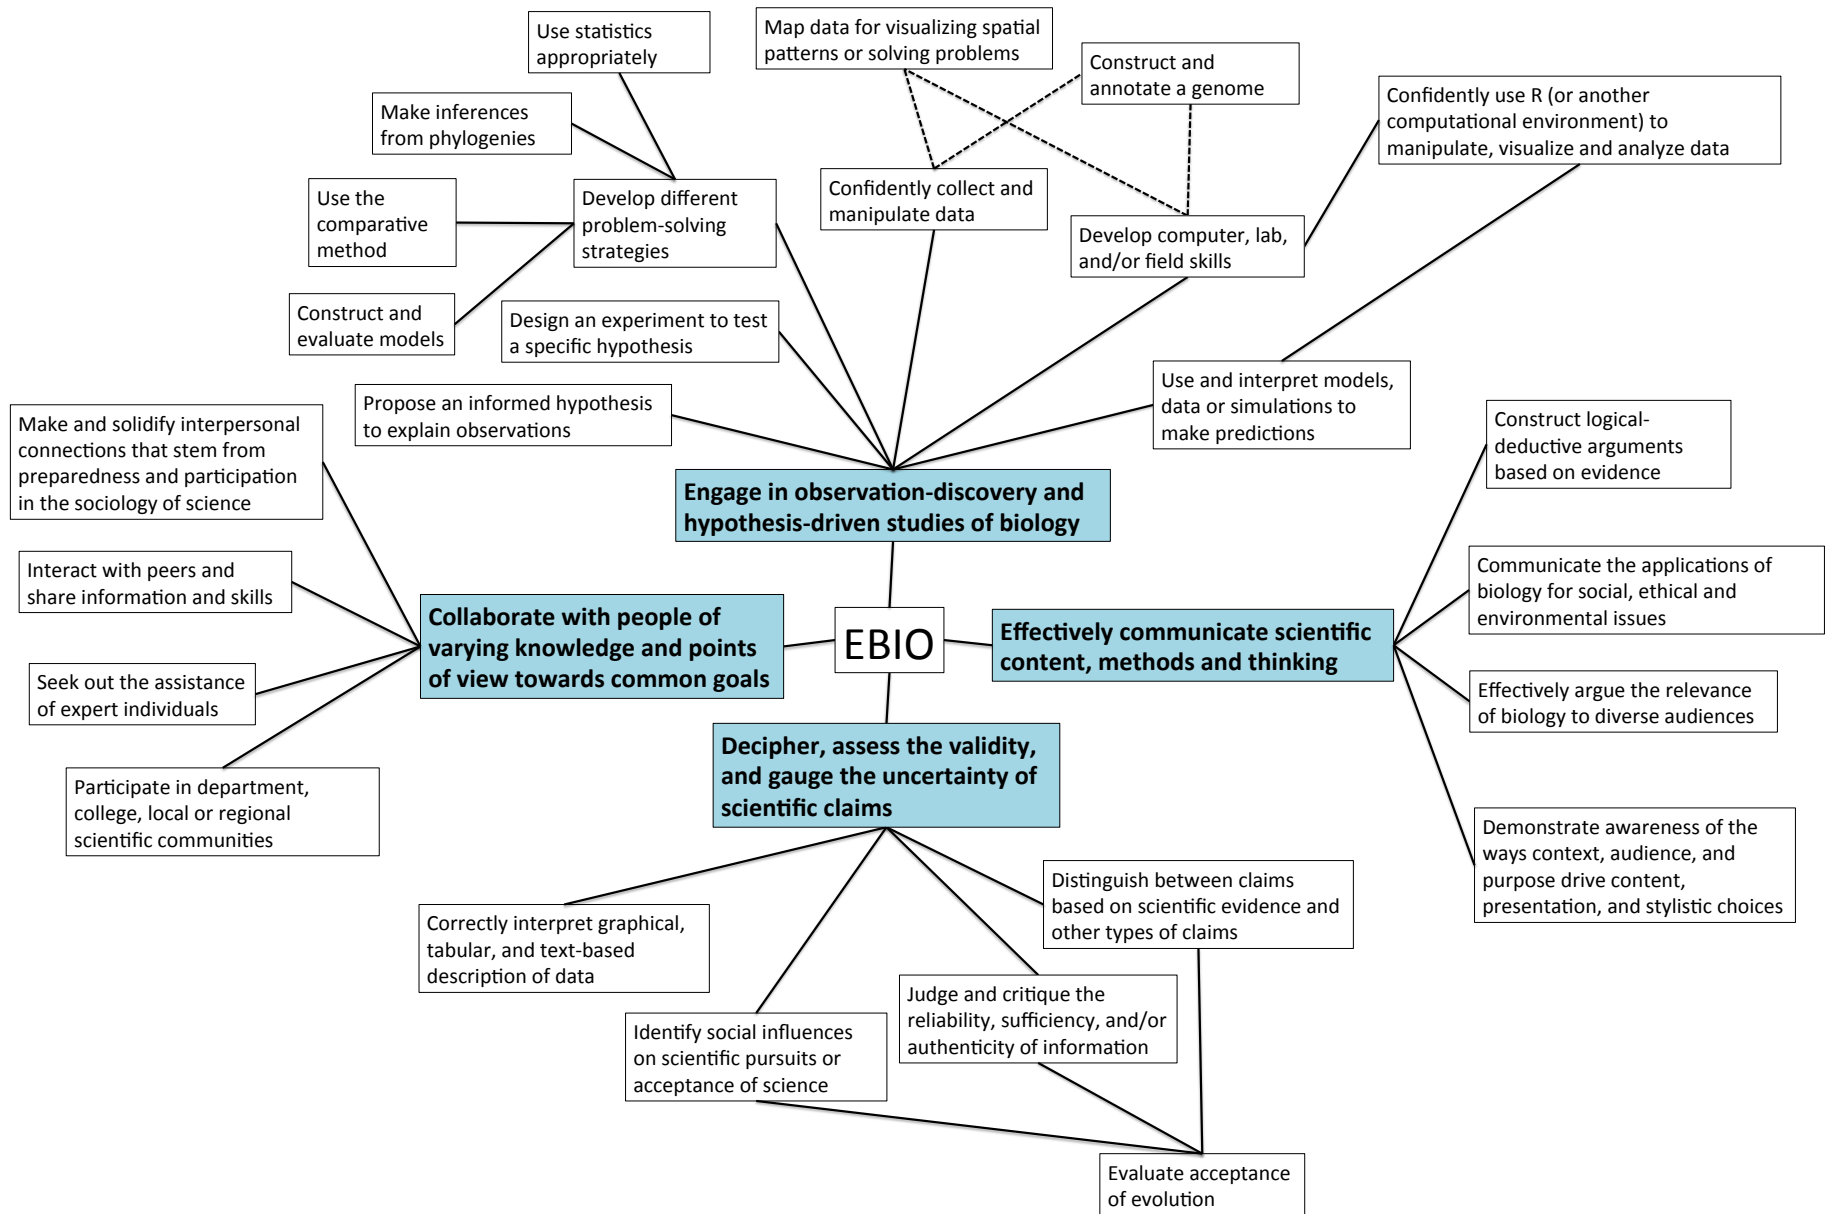 Use statistics
appropriately
Map data for visualizing spatial
patterns or solving problems
Construct and
annotate a genome
Confidently use R (or another
computational environment) to
manipulate, visualize and analyze data
Make inferences
from phylogenies
Use the
comparative
method
Develop different
problem-solving
strategies
Confidently collect and
manipulate data
Develop computer, lab,
and/or field skills
Construct and
evaluate models
Design an experiment to test
a specific hypothesis
Propose an informed hypothesis
to explain observations
Use and interpret models,
data or simulations to
make predictions
Make and solidify interpersonal
connections that stem from
preparedness and participation
in the sociology of science
Construct logical-
deductive arguments
based on evidence
Engage in observation-discovery and
hypothesis-driven studies of biology
Interact with peers and
share information and skills
Communicate the applications of
biology for social, ethical and
environmental issues
Collaborate with people of
varying knowledge and points
of view towards common goals
EBIO
Effectively communicate scientific
content, methods and thinking
Seek out the assistance
of expert individuals
Effectively argue the relevance
of biology to diverse audiences
Decipher, assess the validity,
and gauge the uncertainty of
scientific claims
Participate in department,
college, local or regional
scientific communities
Demonstrate awareness of the
ways context, audience, and
purpose drive content,
presentation, and stylistic choices
Distinguish between claims
based on scientific evidence and
other types of claims
Correctly interpret graphical,
tabular, and text-based
description of data
Judge and critique the
reliability, sufficiency, and/or
authenticity of information
Identify social influences
on scientific pursuits or
acceptance of science
Evaluate acceptance
of evolution